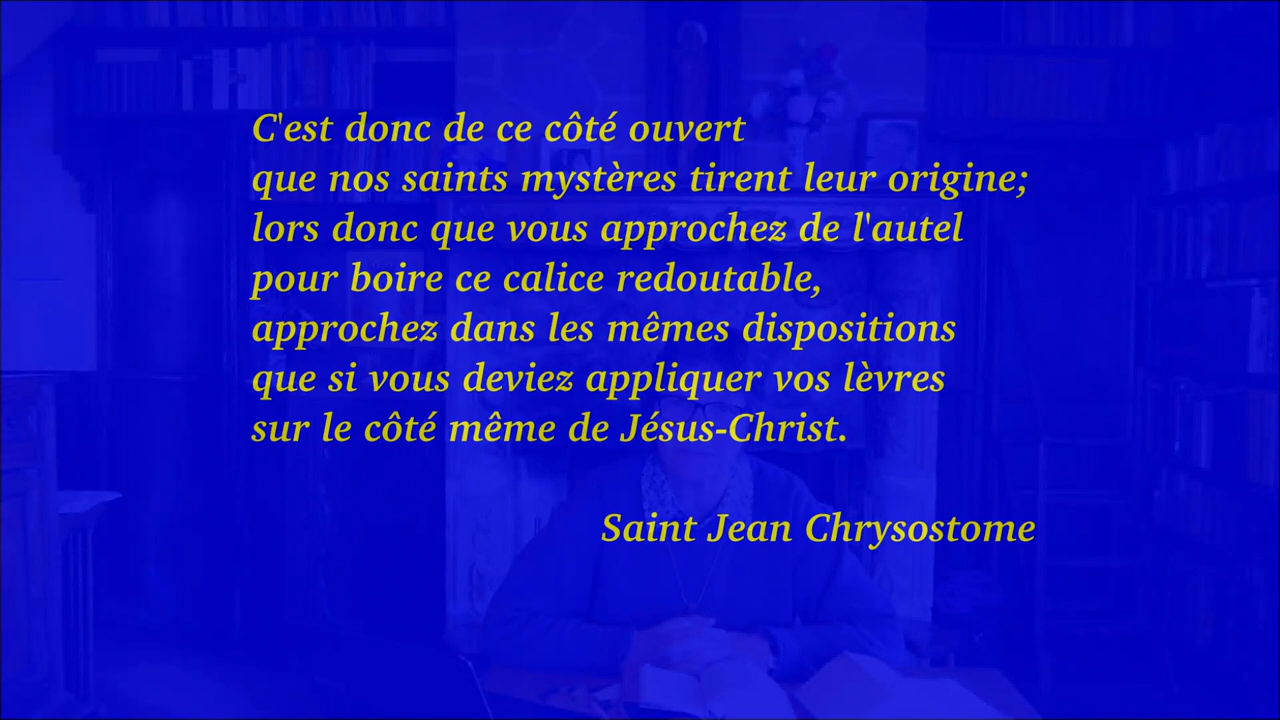 C'est donc de ce côté ouvert
que nos saints mystères tirent leur origine;
lors donc que vous approchez de l'autel
pour boire ce calice redoutable,
approchez dans les mêmes dispositions
que si vous deviez appliquer vos lèvres
sur le côté même de Jésus-Christ.
Saint Jean Chrysostome